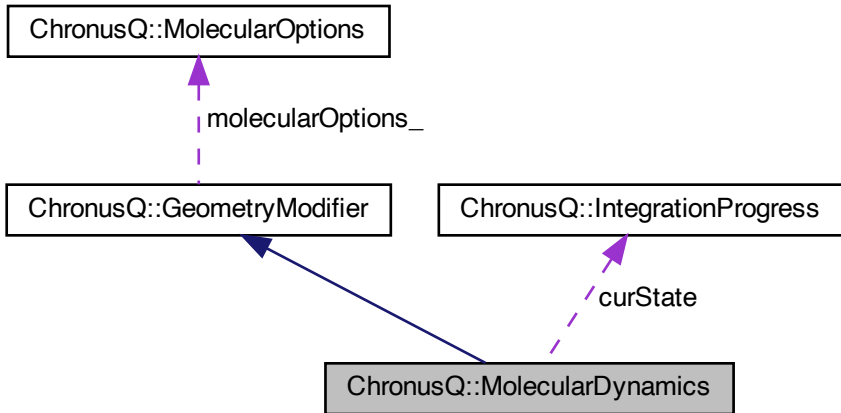 ChronusQ::MolecularOptions
molecularOptions_
ChronusQ::GeometryModifier
ChronusQ::IntegrationProgress
curState
ChronusQ::MolecularDynamics